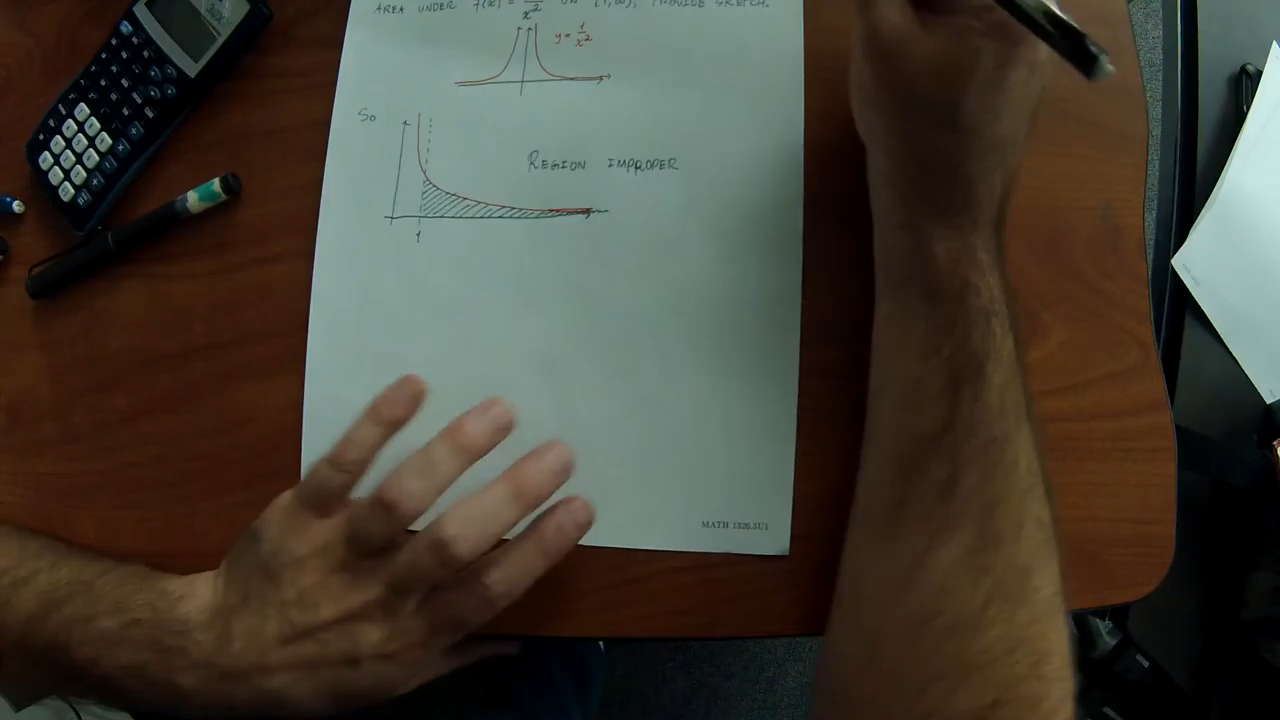 AREA UNDER f(x) = 1/x² ON [1,∞), PROVIDE SKETCH.
y = 1/x²
So
REGION IMPROPER
1
MATH 1326.5U1